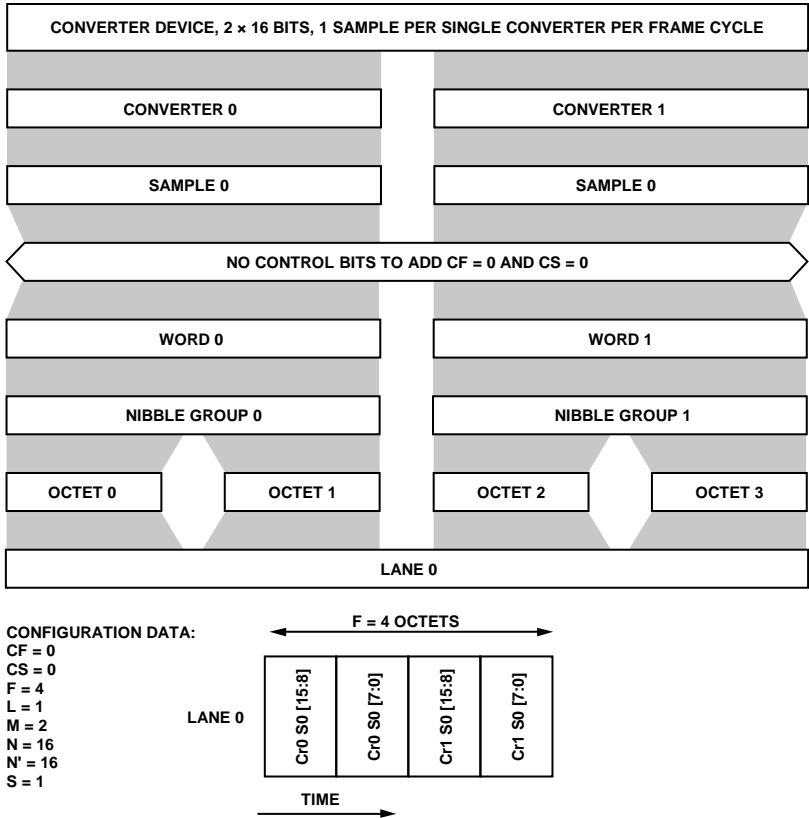 CONVERTER DEVICE, 2 × 16 BITS, 1 SAMPLE PER SINGLE CONVERTER PER FRAME CYCLE
CONVERTER 0
CONVERTER 1
SAMPLE 0
SAMPLE 0
NO CONTROL BITS TO ADD CF = 0 AND CS = 0
WORD 0
WORD 1
NIBBLE GROUP 0
NIBBLE GROUP 1
OCTET 0
OCTET 1
OCTET 2
OCTET 3
LANE 0
CONFIGURATION DATA:
CF = 0
CS = 0
F = 4
L = 1
M = 2
N = 16
N' = 16
S = 1
F = 4 OCTETS
LANE 0
Cr0 S0 [15:8]
Cr0 S0 [7:0]
Cr1 S0 [15:8]
Cr1 S0 [7:0]
TIME